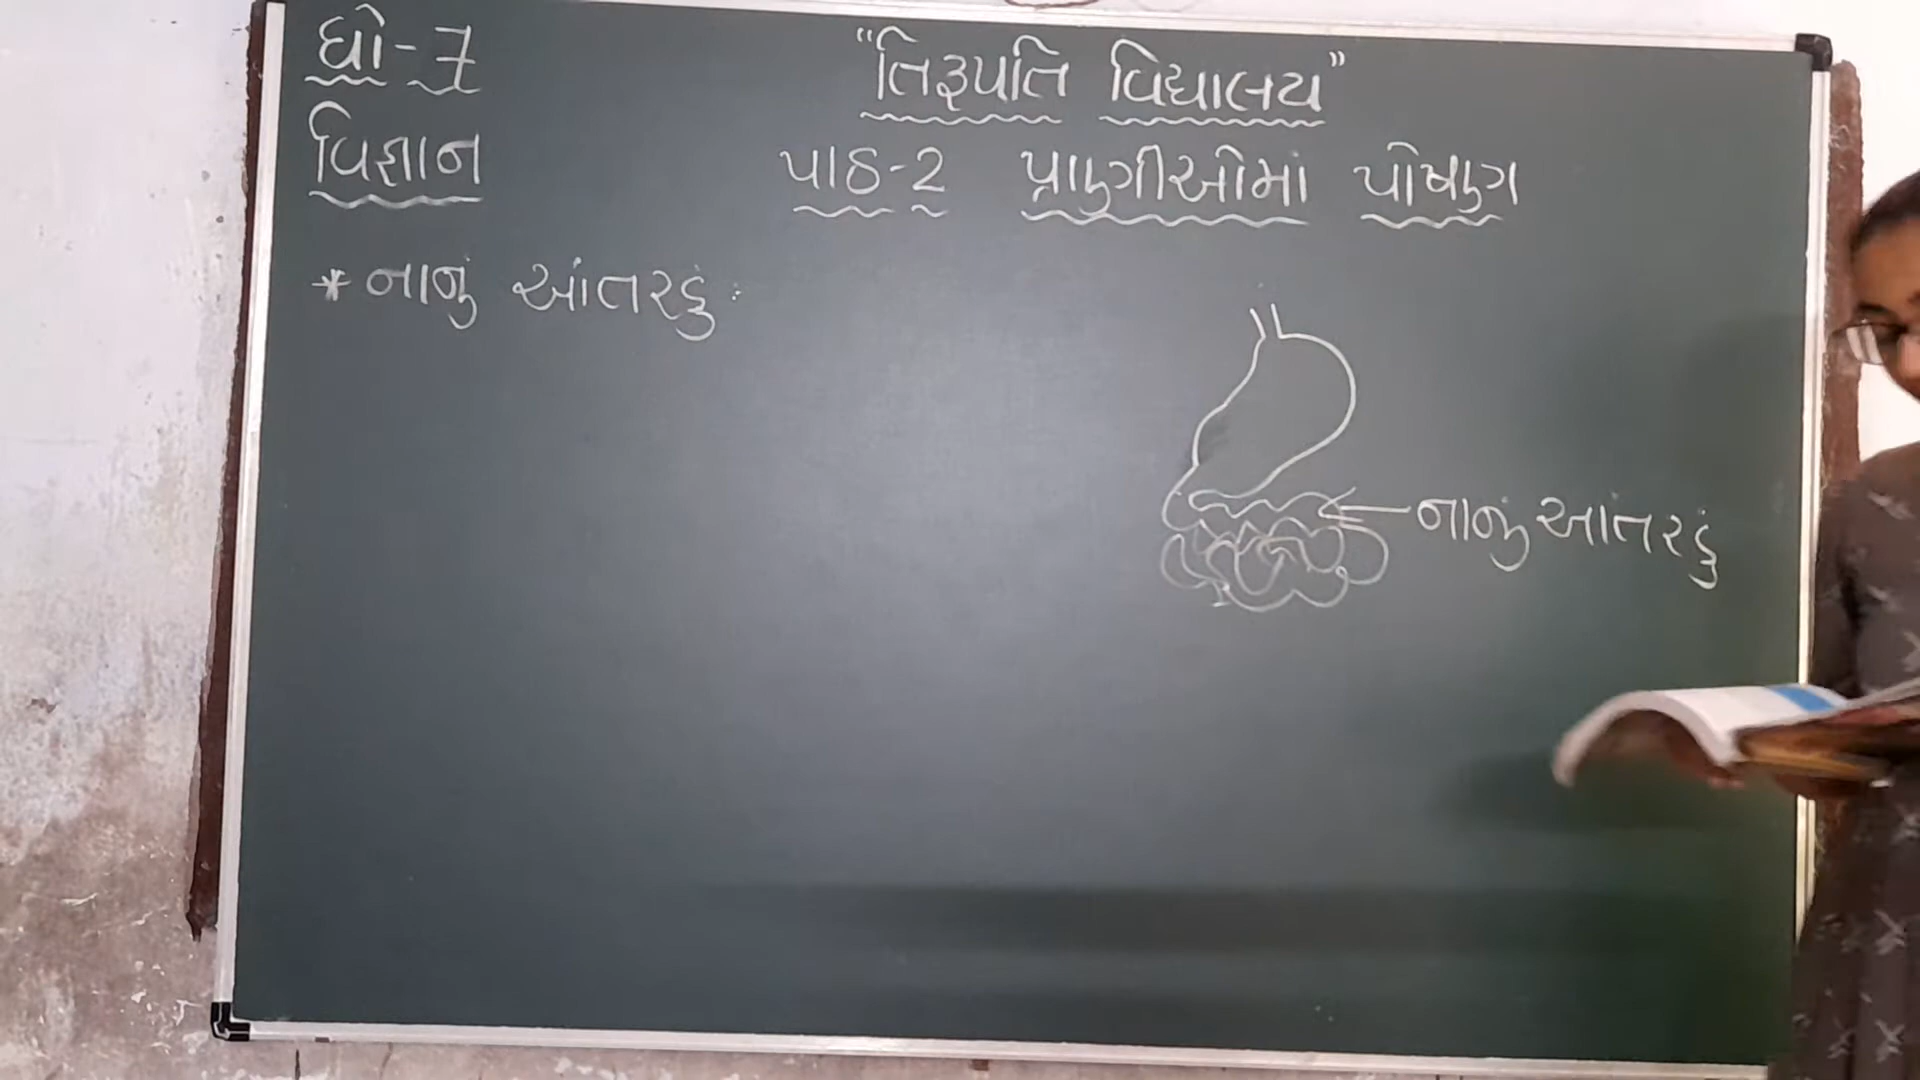 ધો-7
"તિરૂપતિ વિદ્યાલય"
વિજ્ઞાન
પાઠ-2 પ્રાણીઓમાં પોષણ
* નાનું આંતરડું :
નાનું આંતરડું